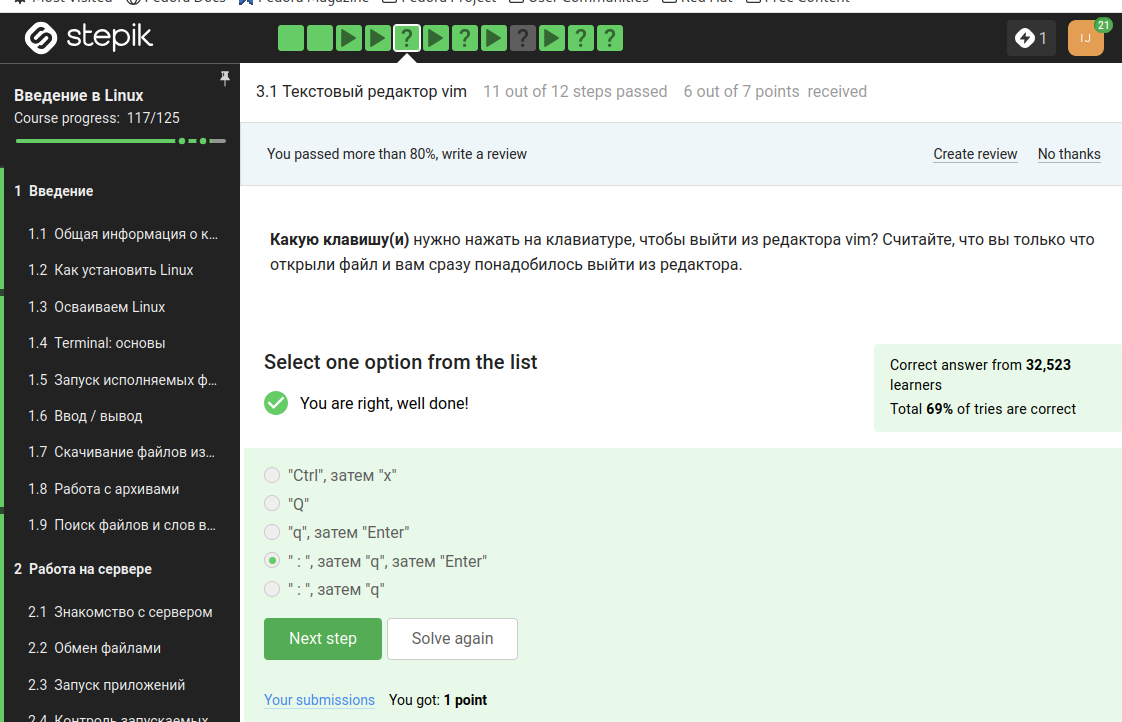 Most Visited Fedora Docs Fedora Magazine Fedora Project User Communities Red Hat Free Content
stepik
? ? ? ? ?
1
IJ
21
Введение в Linux
Course progress: 117/125
3.1 Текстовый редактор vim 11 out of 12 steps passed 6 out of 7 points received
You passed more than 80%, write a review
Create review No thanks
1 Введение
1.1 Общая информация о к...
1.2 Как установить Linux
1.3 Осваиваем Linux
1.4 Terminal: основы
1.5 Запуск исполняемых ф...
1.6 Ввод / вывод
1.7 Скачивание файлов из...
1.8 Работа с архивами
1.9 Поиск файлов и слов в...
2 Работа на сервере
2.1 Знакомство с сервером
2.2 Обмен файлами
2.3 Запуск приложений
2.4 Контроль запускаемых
Какую клавишу(и) нужно нажать на клавиатуре, чтобы выйти из редактора vim? Считайте, что вы только что
открыли файл и вам сразу понадобилось выйти из редактора.
Select one option from the list
You are right, well done!
Correct answer from 32,523
learners
Total 69% of tries are correct
"Ctrl", затем "x"
"Q"
"q", затем "Enter"
" : ", затем "q", затем "Enter"
" : ", затем "q"
Next step Solve again
Your submissions You got: 1 point